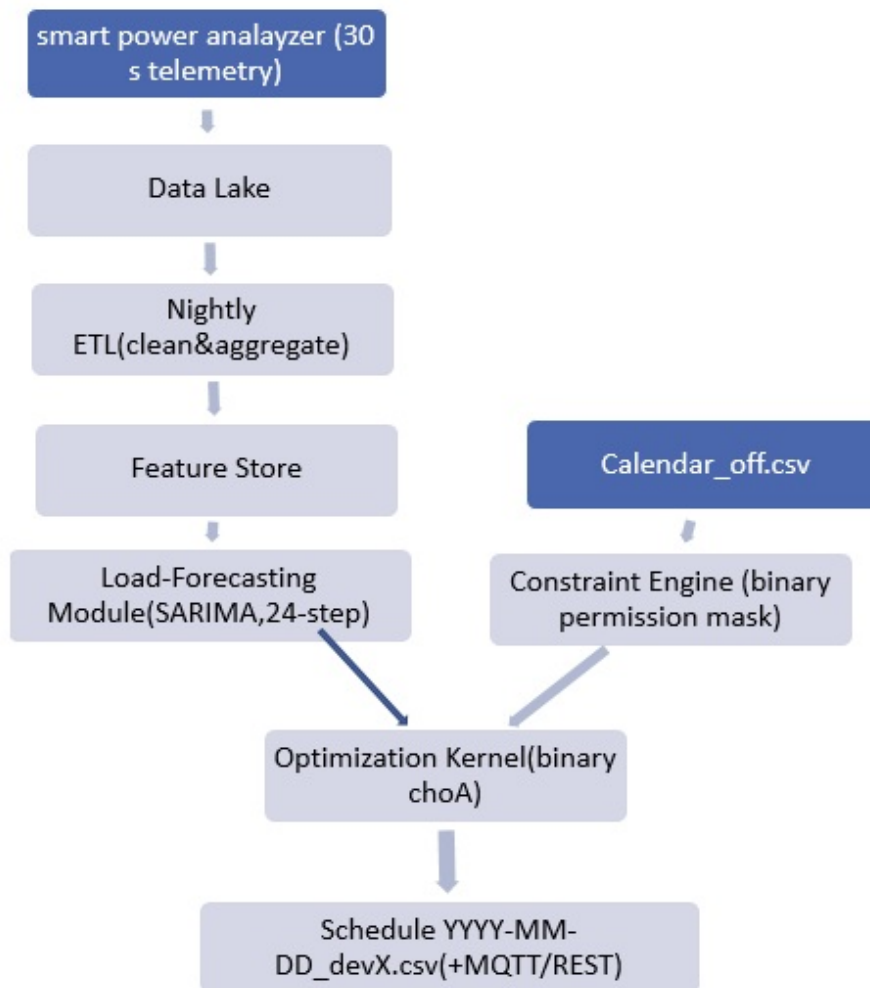 smart power analayzer (30
s telemetry)
Data Lake
Nightly
ETL(clean&aggregate)
Feature Store
Calendar_off.csv
Load-Forecasting
Module(SARIMA,24-step)
Constraint Engine (binary
permission mask)
Optimization Kernel(binary
choA)
Schedule YYYY-MM-
DD_devX.csv(+MQTT/REST)